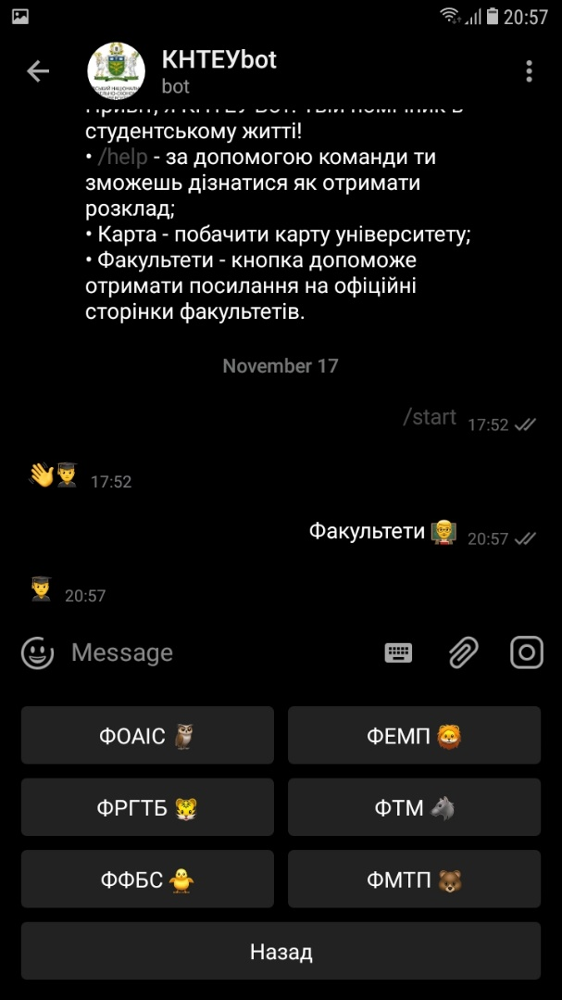 20:57
КНТЕУbot
bot
студентському житті!
• /help - за допомогою команди ти
зможешь дізнатися як отримати
розклад;
• Карта - побачити карту університету;
• Факультети - кнопка допоможе
отримати посилання на офіційні
сторінки факультетів.
November 17
/start 17:52
👋👨‍🎓 17:52
Факультети 👨‍🏫 20:57
👨‍🎓 20:57
Message
ФОАІС 🦉 ФЕМП 🦁
ФРГТБ 🐯 ФТМ 🐴
ФФБС 🐥 ФМТП 🐻
Назад